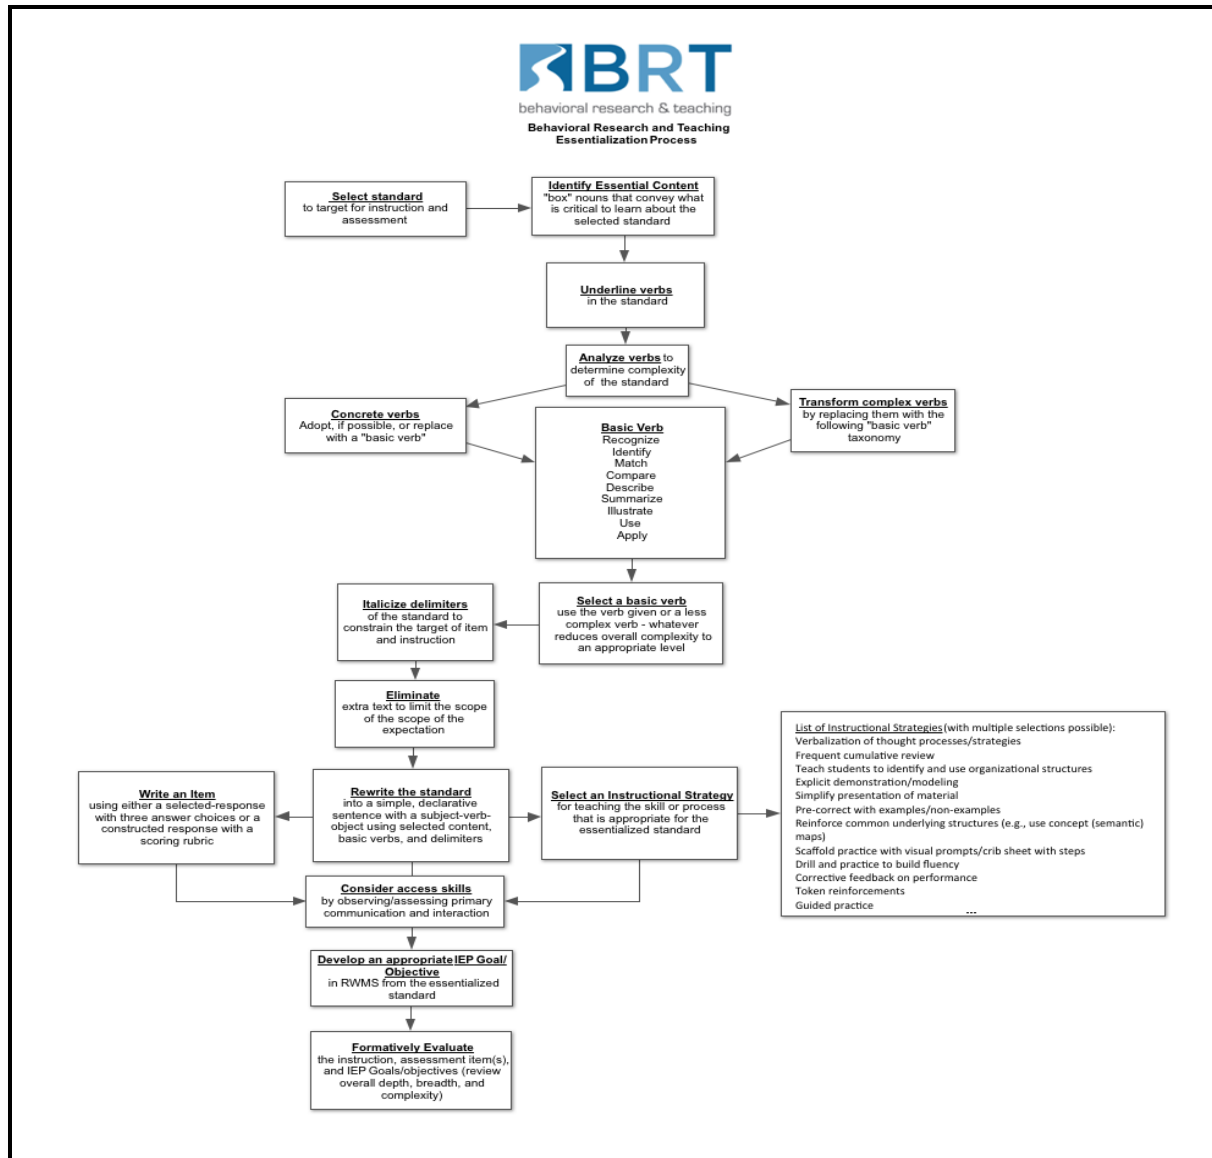 BRT
behavioral research & teaching
Behavioral Research and Teaching
Essentialization Process
Select standard
to target for instruction and
assessment
Identify Essential Content
"box" nouns that convey what
is critical to learn about the
selected standard
Underline verbs
in the standard
Analyze verbs to
determine complexity
of the standard
Concrete verbs
Adopt, if possible, or replace
with a "basic verb"
Transform complex verbs
by replacing them with the
following "basic verb"
taxonomy
Basic Verb
Recognize
Identify
Match
Compare
Describe
Summarize
Illustrate
Use
Apply
Select a basic verb
use the verb given or a less
complex verb - whatever
reduces overall complexity to
an appropriate level
Italicize delimiters
of the standard to
constrain the target of item
and instruction
Eliminate
extra text to limit the scope
of the scope of the
expectation
Rewrite the standard
into a simple, declarative
sentence with a subject-verb-
object using selected content,
basic verbs, and delimiters
Write an Item
using either a selected-response
with three answer choices or a
constructed response with a
scoring rubric
Select an Instructional Strategy
for teaching the skill or process
that is appropriate for the
essentialized standard
List of Instructional Strategies (with multiple selections possible):
Verbalization of thought processes/strategies
Frequent cumulative review
Teach students to identify and use organizational structures
Explicit demonstration/modeling
Simplify presentation of material
Pre-correct with examples/non-examples
Reinforce common underlying structures (e.g., use concept (semantic)
maps)
Scaffold practice with visual prompts/crib sheet with steps
Drill and practice to build fluency
Corrective feedback on performance
Token reinforcements
Guided practice
---
Consider access skills
by observing/assessing primary
communication and interaction
Develop an appropriate IEP Goal/
Objective
in RWMS from the essentialized
standard
Formatively Evaluate
the instruction, assessment item(s),
and IEP Goals/objectives (review
overall depth, breadth, and
complexity)